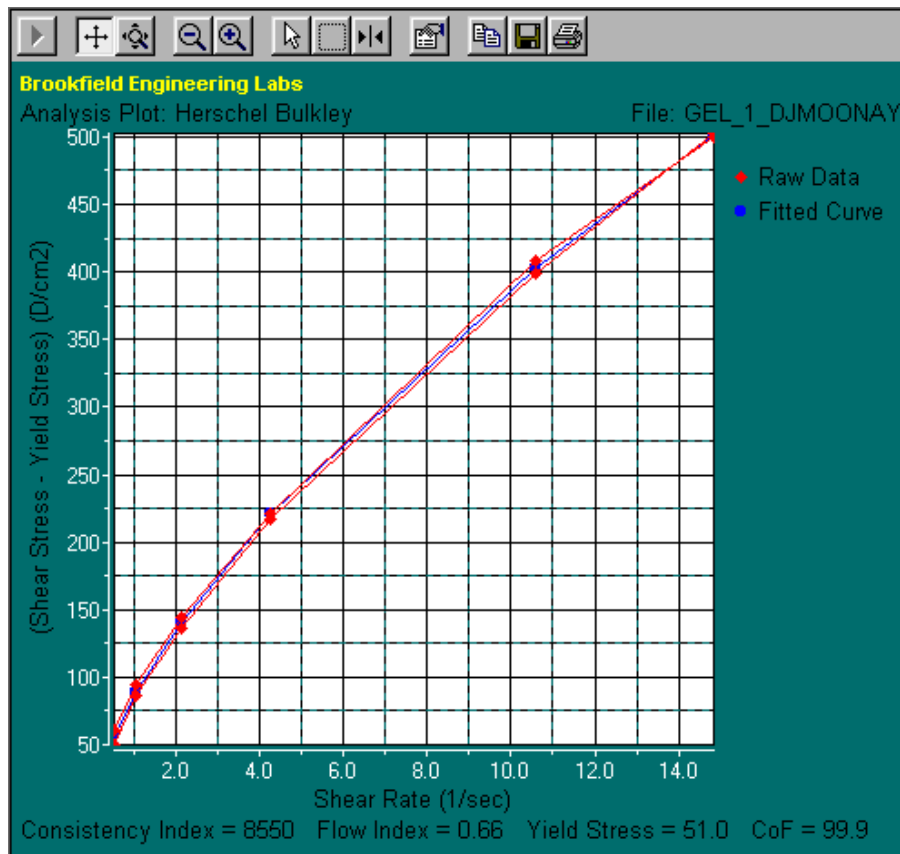 Brookfield Engineering Labs
Analysis Plot: Herschel Bulkley File: GEL_1_DJMOONAY
(Shear Stress - Yield Stress) (D/cm2)
500
450
400
350
300
250
200
150
100
50
Raw Data
Fitted Curve
2.0 4.0 6.0 8.0 10.0 12.0 14.0
Shear Rate (1/sec)
Consistency Index = 8550 Flow Index = 0.66 Yield Stress = 51.0 CoF = 99.9